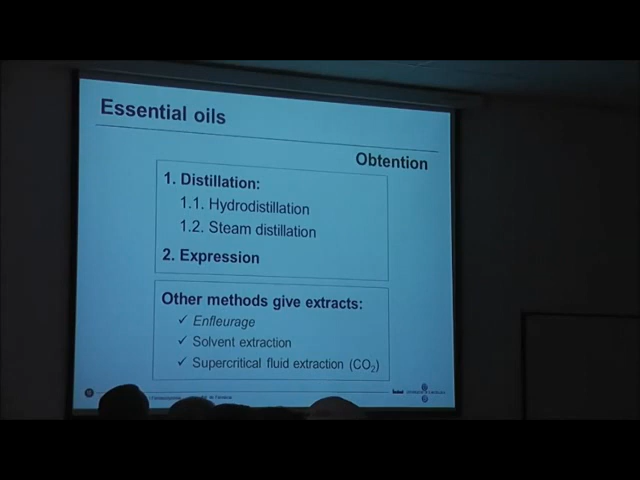 Essential oils
Obtention
1. Distillation:
1.1. Hydrodistillation
1.2. Steam distillation
2. Expression
Other methods give extracts:
✓ Enfleurage
✓ Solvent extraction
✓ Supercritical fluid extraction (CO₂)